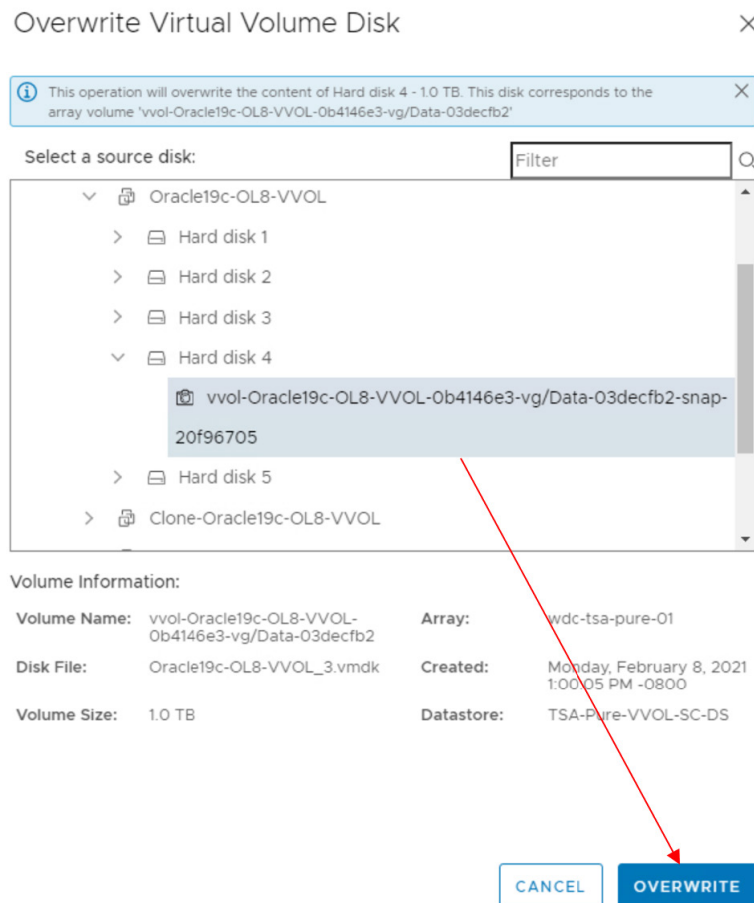 Overwrite Virtual Volume Disk
This operation will overwrite the content of Hard disk 4 - 1.0 TB. This disk corresponds to the
array volume 'vvol-Oracle19c-OL8-VVOL-0b4146e3-vg/Data-03decfb2'
Select a source disk:
Filter
Oracle19c-OL8-VVOL
Hard disk 1
Hard disk 2
Hard disk 3
Hard disk 4
vvol-Oracle19c-OL8-VVOL-0b4146e3-vg/Data-03decfb2-snap-
20f96705
Hard disk 5
Clone-Oracle19c-OL8-VVOL
Volume Information:
Volume Name: vvol-Oracle19c-OL8-VVOL-
0b4146e3-vg/Data-03decfb2
Array: wdc-tsa-pure-01
Disk File: Oracle19c-OL8-VVOL_3.vmdk
Created: Monday, February 8, 2021
1:00:05 PM -0800
Volume Size: 1.0 TB
Datastore: TSA-Pure-VVOL-SC-DS
CANCEL
OVERWRITE